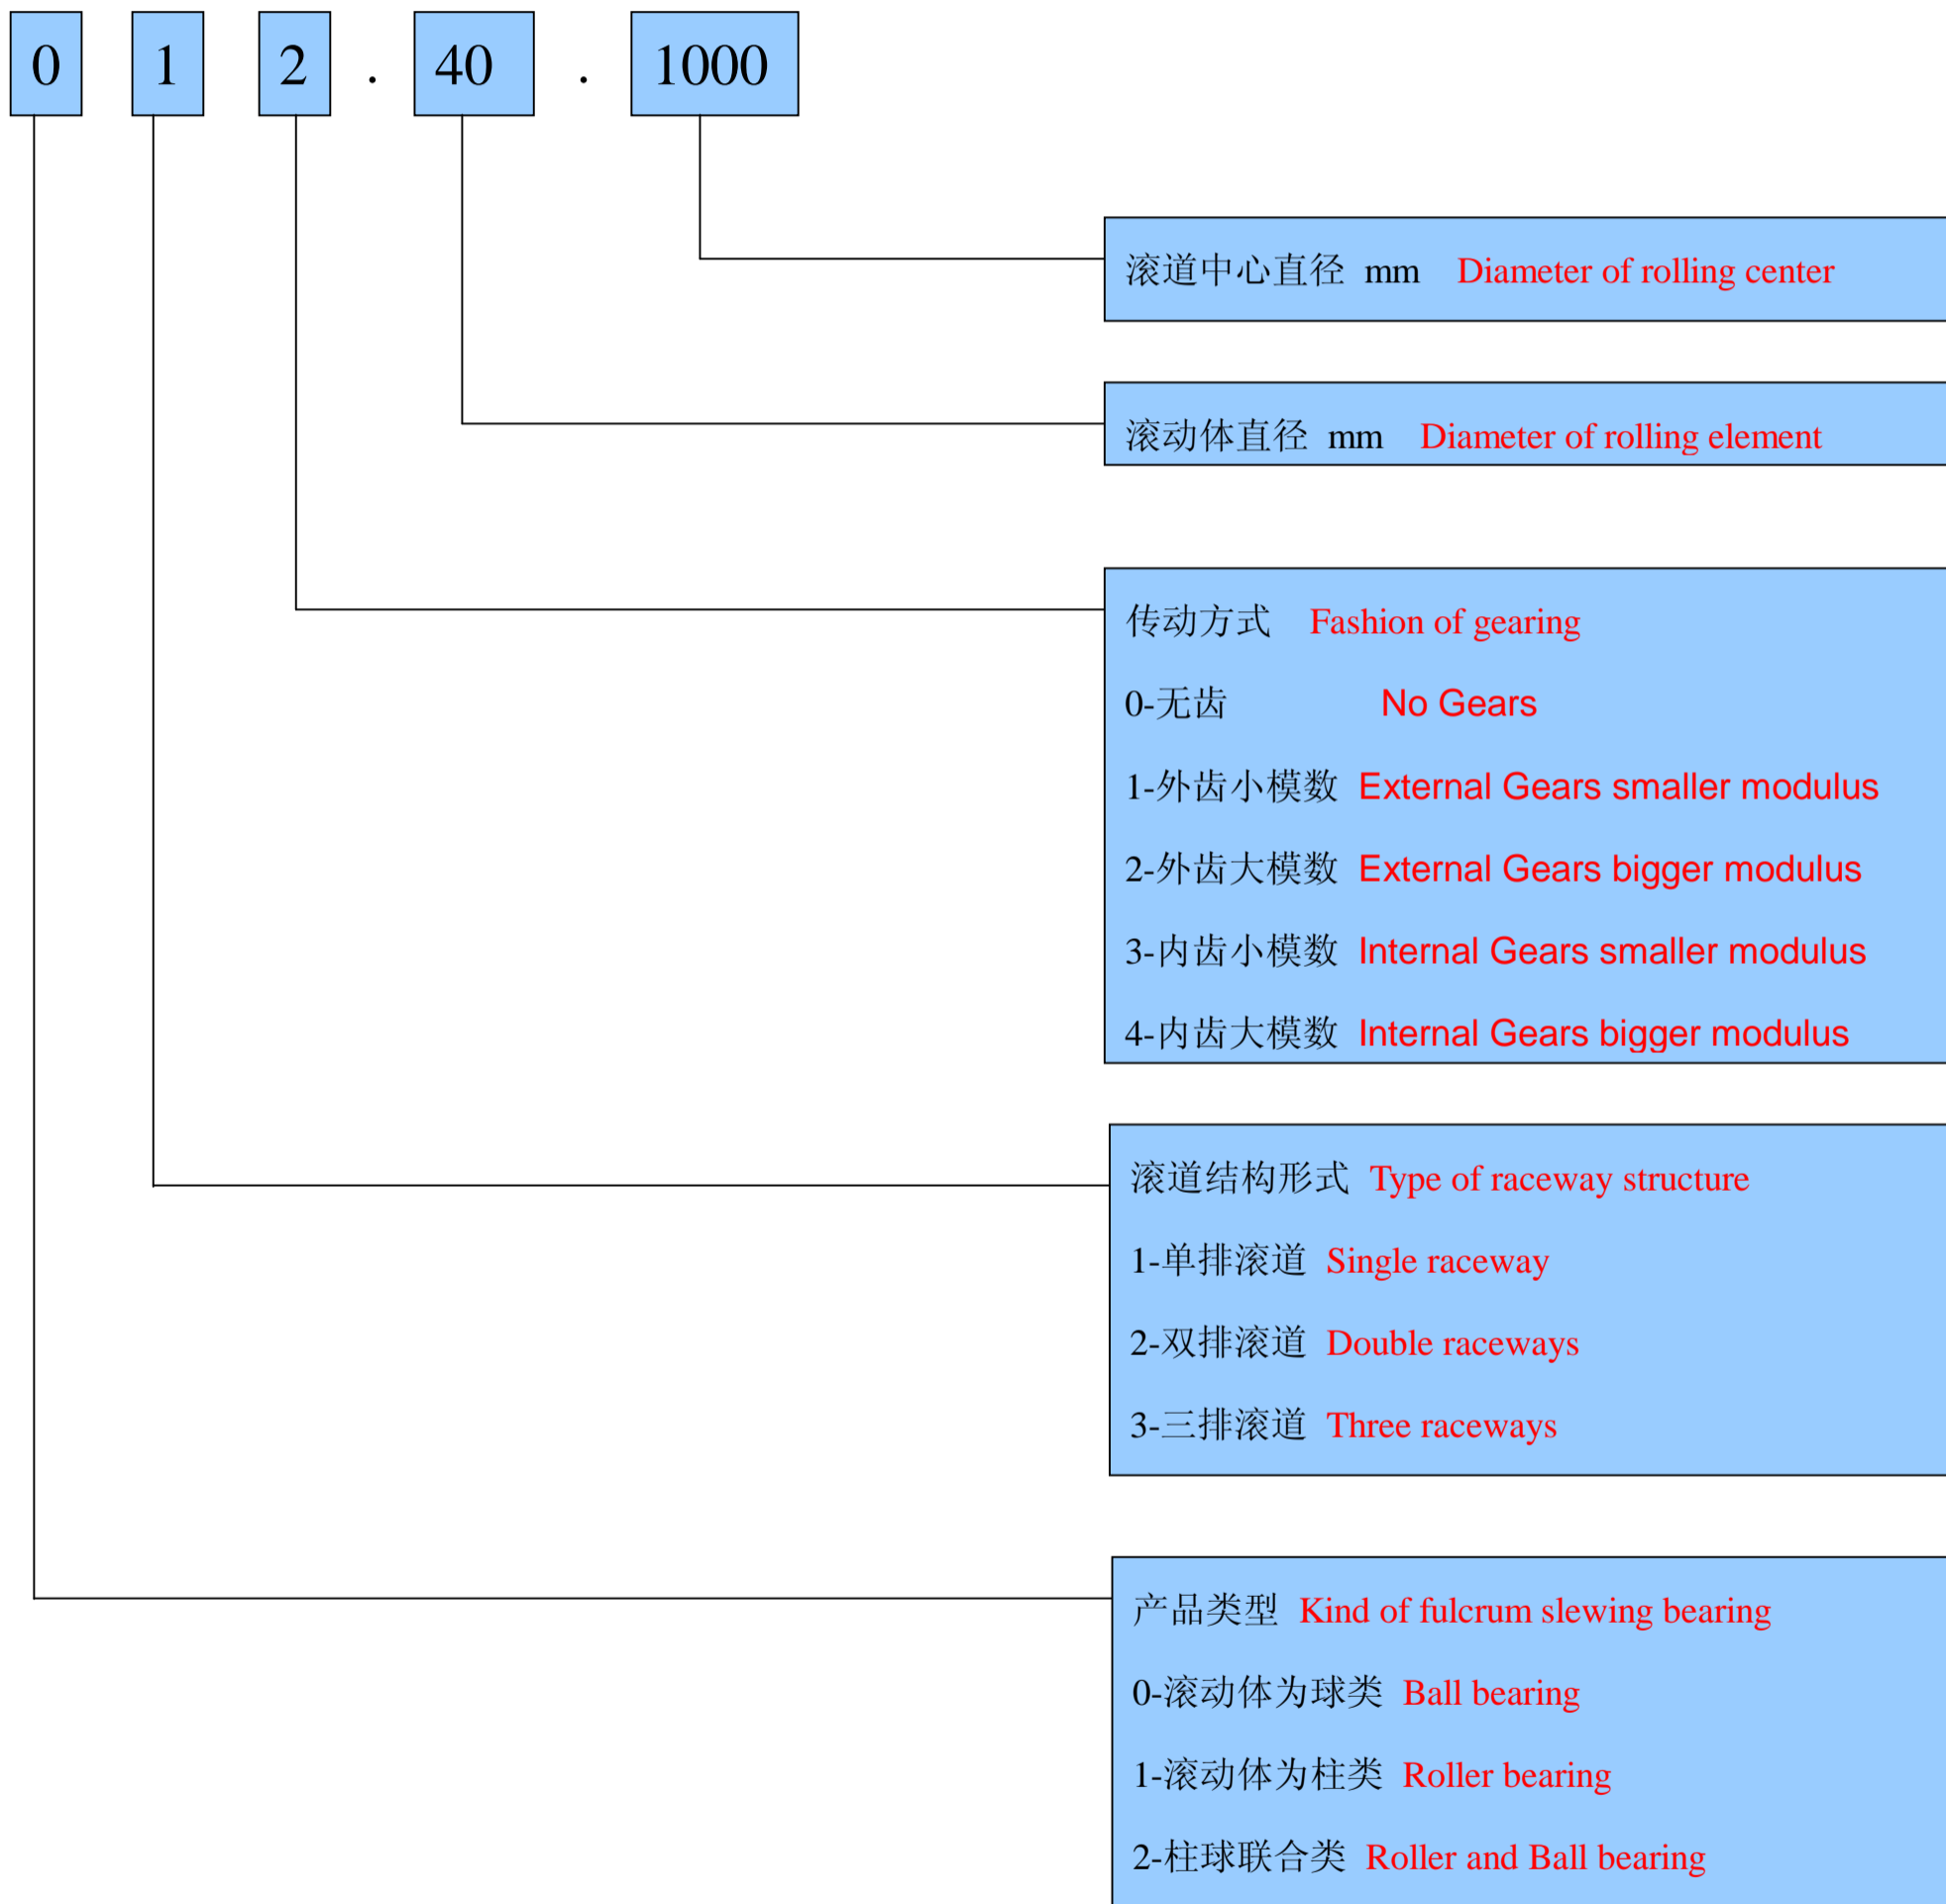 0 1 2 . 40 . 1000
滚道中心直径 mm Diameter of rolling center
滚动体直径 mm Diameter of rolling element
传动方式 Fashion of gearing
0-无齿 No Gears
1-外齿小模数 External Gears smaller modulus
2-外齿大模数 External Gears bigger modulus
3-内齿小模数 Internal Gears smaller modulus
4-内齿大模数 Internal Gears bigger modulus
滚道结构形式 Type of raceway structure
1-单排滚道 Single raceway
2-双排滚道 Double raceways
3-三排滚道 Three raceways
产品类型 Kind of fulcrum slewing bearing
0-滚动体为球类 Ball bearing
1-滚动体为柱类 Roller bearing
2-柱球联合类 Roller and Ball bearing